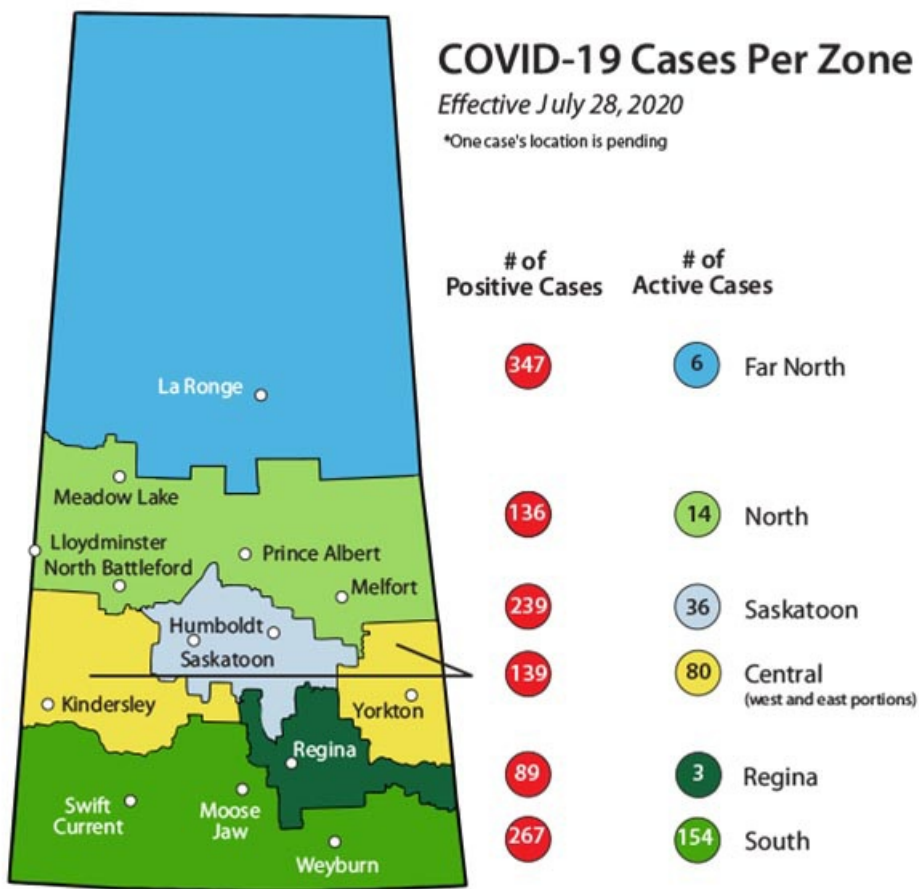 COVID-19 Cases Per Zone
Effective July 28, 2020
*One case's location is pending
# of
Positive Cases
# of
Active Cases
347
6
Far North
136
14
North
239
36
Saskatoon
139
80
Central
(west and east portions)
89
3
Regina
267
154
South
La Ronge
Meadow Lake
Lloydminster
North Battleford
Prince Albert
Melfort
Humboldt
Saskatoon
Kindersley
Yorkton
Regina
Swift
Current
Moose
Jaw
Weyburn